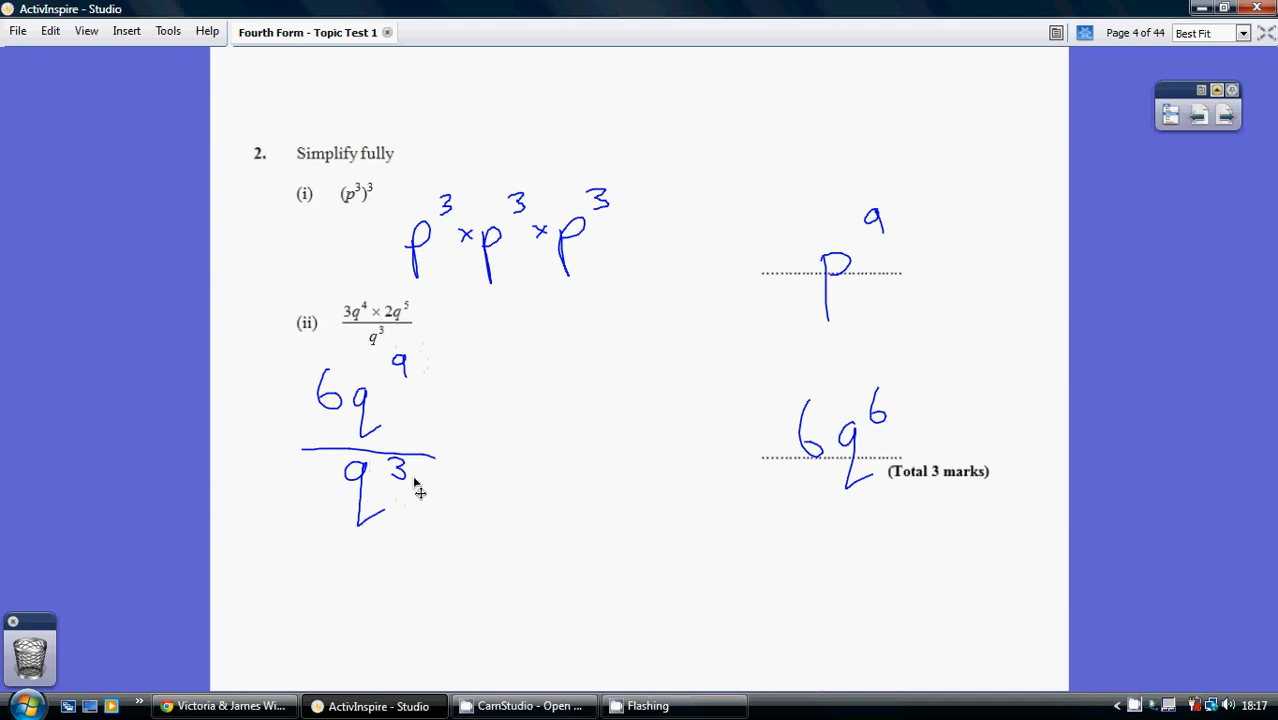 ActivInspire - Studio
File Edit View Insert Tools Help Fourth Form - Topic Test 1 Page 4 of 44 Best Fit
2. Simplify fully
(i) (p³)³
p³ × p³ × p³
p⁹
(ii) 3q⁴ × 2q⁵
q³
6q⁹
q³
6q⁶
(Total 3 marks)
Victoria & James Wi... ActivInspire - Studio CamStudio - Open ... Flashing 18:17